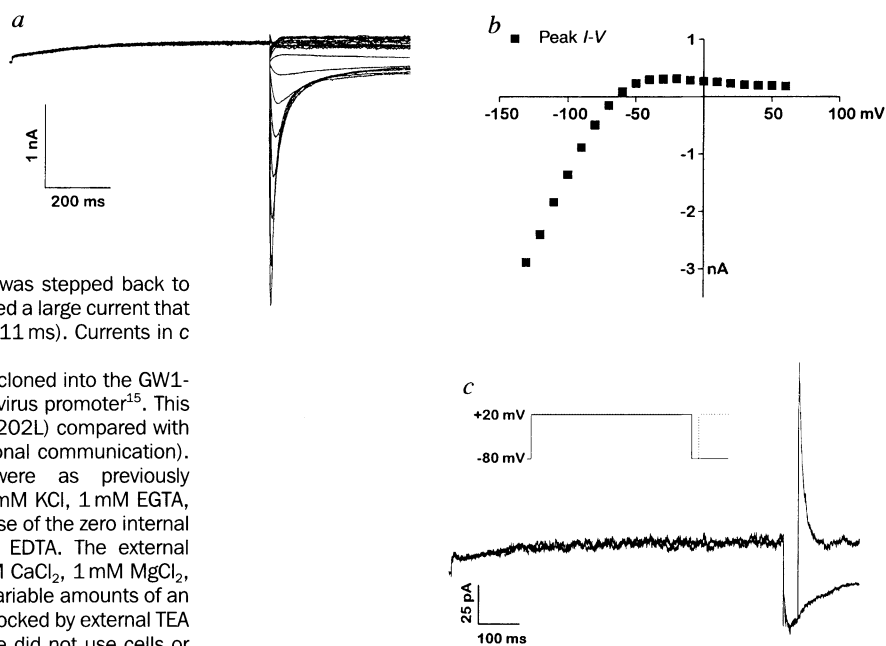 a
1 nA
200 ms
b
Peak I-V
1
-150
-100
-50
50
100 mV
-1
-2
-3
nA
was stepped back to
ed a large current that
11 ms). Currents in c
cloned into the GW1-
virus promoter15. This
202L) compared with
onal communication).
were as previously
mM KCl, 1 mM EGTA,
se of the zero internal
EDTA. The external
M CaCl2, 1 mM MgCl2,
ariable amounts of an
ocked by external TEA
e did not use cells or
c
+20 mV
-80 mV
25 pA
100 ms